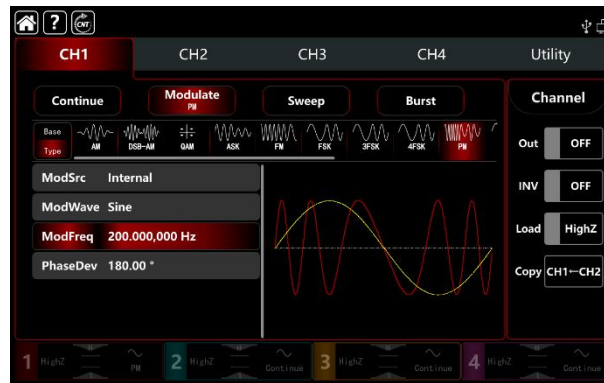 ? CNT
CH1 CH2 CH3 CH4 Utility
Continue Modulate PM Sweep Burst
Channel
Base Type AM DSB-AM QAM ASK FM FSK 3FSK 4FSK PM
ModSrc Internal
ModWave Sine
ModFreq 200.000,000 Hz
PhaseDev 180.00 °
Out OFF
INV OFF
Load HighZ
Copy CH1←CH2
1 HighZ PM 2 HighZ Continue 3 HighZ Continue 4 HighZ Continue